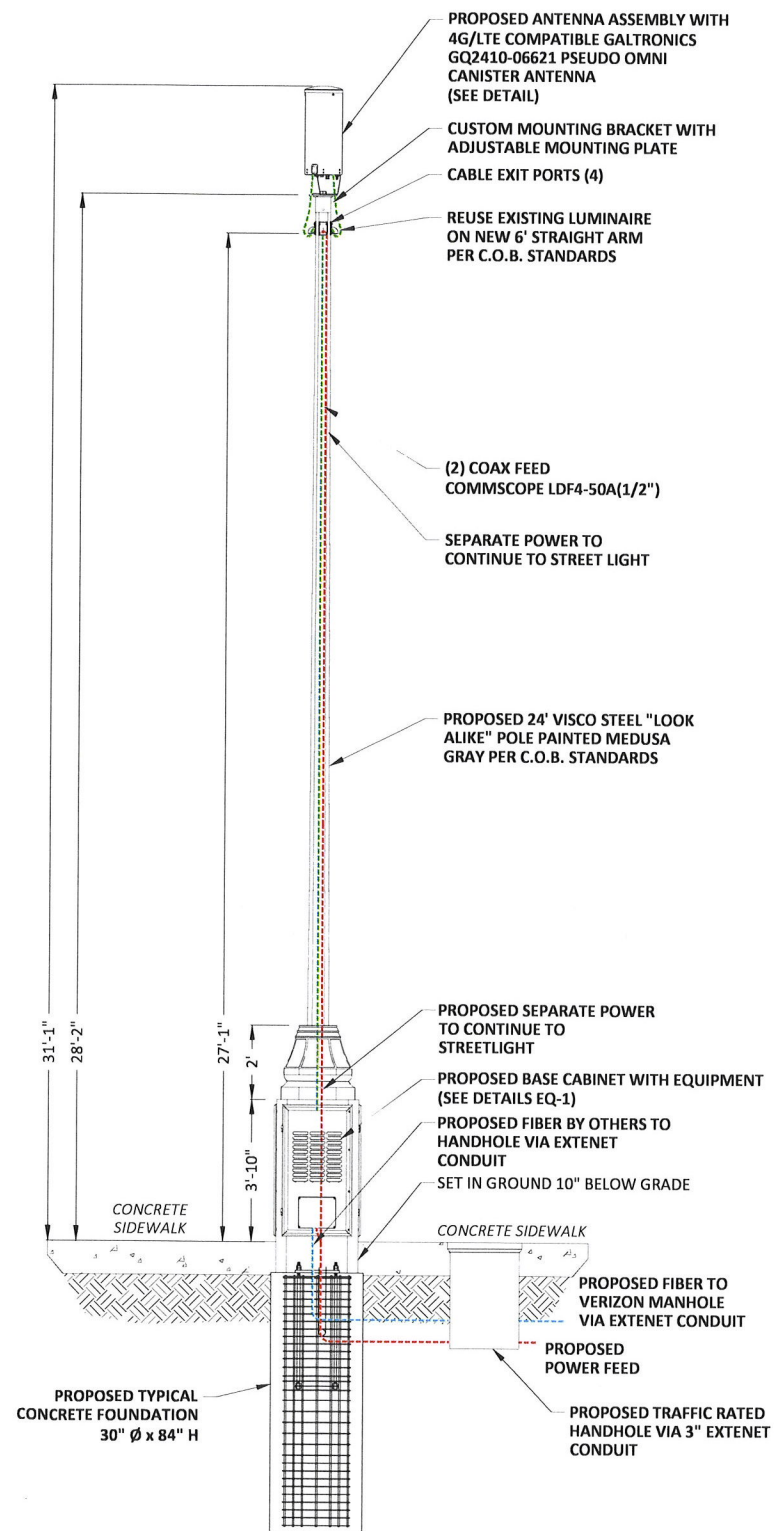 PROPOSED ANTENNA ASSEMBLY WITH
4G/LTE COMPATIBLE GALTRONICS
GQ2410-06621 PSEUDO OMNI
CANISTER ANTENNA
(SEE DETAIL)
CUSTOM MOUNTING BRACKET WITH
ADJUSTABLE MOUNTING PLATE
CABLE EXIT PORTS (4)
REUSE EXISTING LUMINAIRE
ON NEW 6' STRAIGHT ARM
PER C.O.B. STANDARDS
(2) COAX FEED
COMMSCOPE LDF4-50A(1/2")
SEPARATE POWER TO
CONTINUE TO STREET LIGHT
PROPOSED 24' VISCO STEEL "LOOK
ALIKE" POLE PAINTED MEDUSA
GRAY PER C.O.B. STANDARDS
31'-1"
28'-2"
27'-1"
2'
3'-10"
PROPOSED SEPARATE POWER
TO CONTINUE TO
STREETLIGHT
PROPOSED BASE CABINET WITH EQUIPMENT
(SEE DETAILS EQ-1)
PROPOSED FIBER BY OTHERS TO
HANDHOLE VIA EXTENET
CONDUIT
SET IN GROUND 10" BELOW GRADE
CONCRETE
SIDEWALK
CONCRETE SIDEWALK
PROPOSED FIBER TO
VERIZON MANHOLE
VIA EXTENET CONDUIT
PROPOSED
POWER FEED
PROPOSED TYPICAL
CONCRETE FOUNDATION
30" Ø x 84" H
PROPOSED TRAFFIC RATED
HANDHOLE VIA 3" EXTENET
CONDUIT